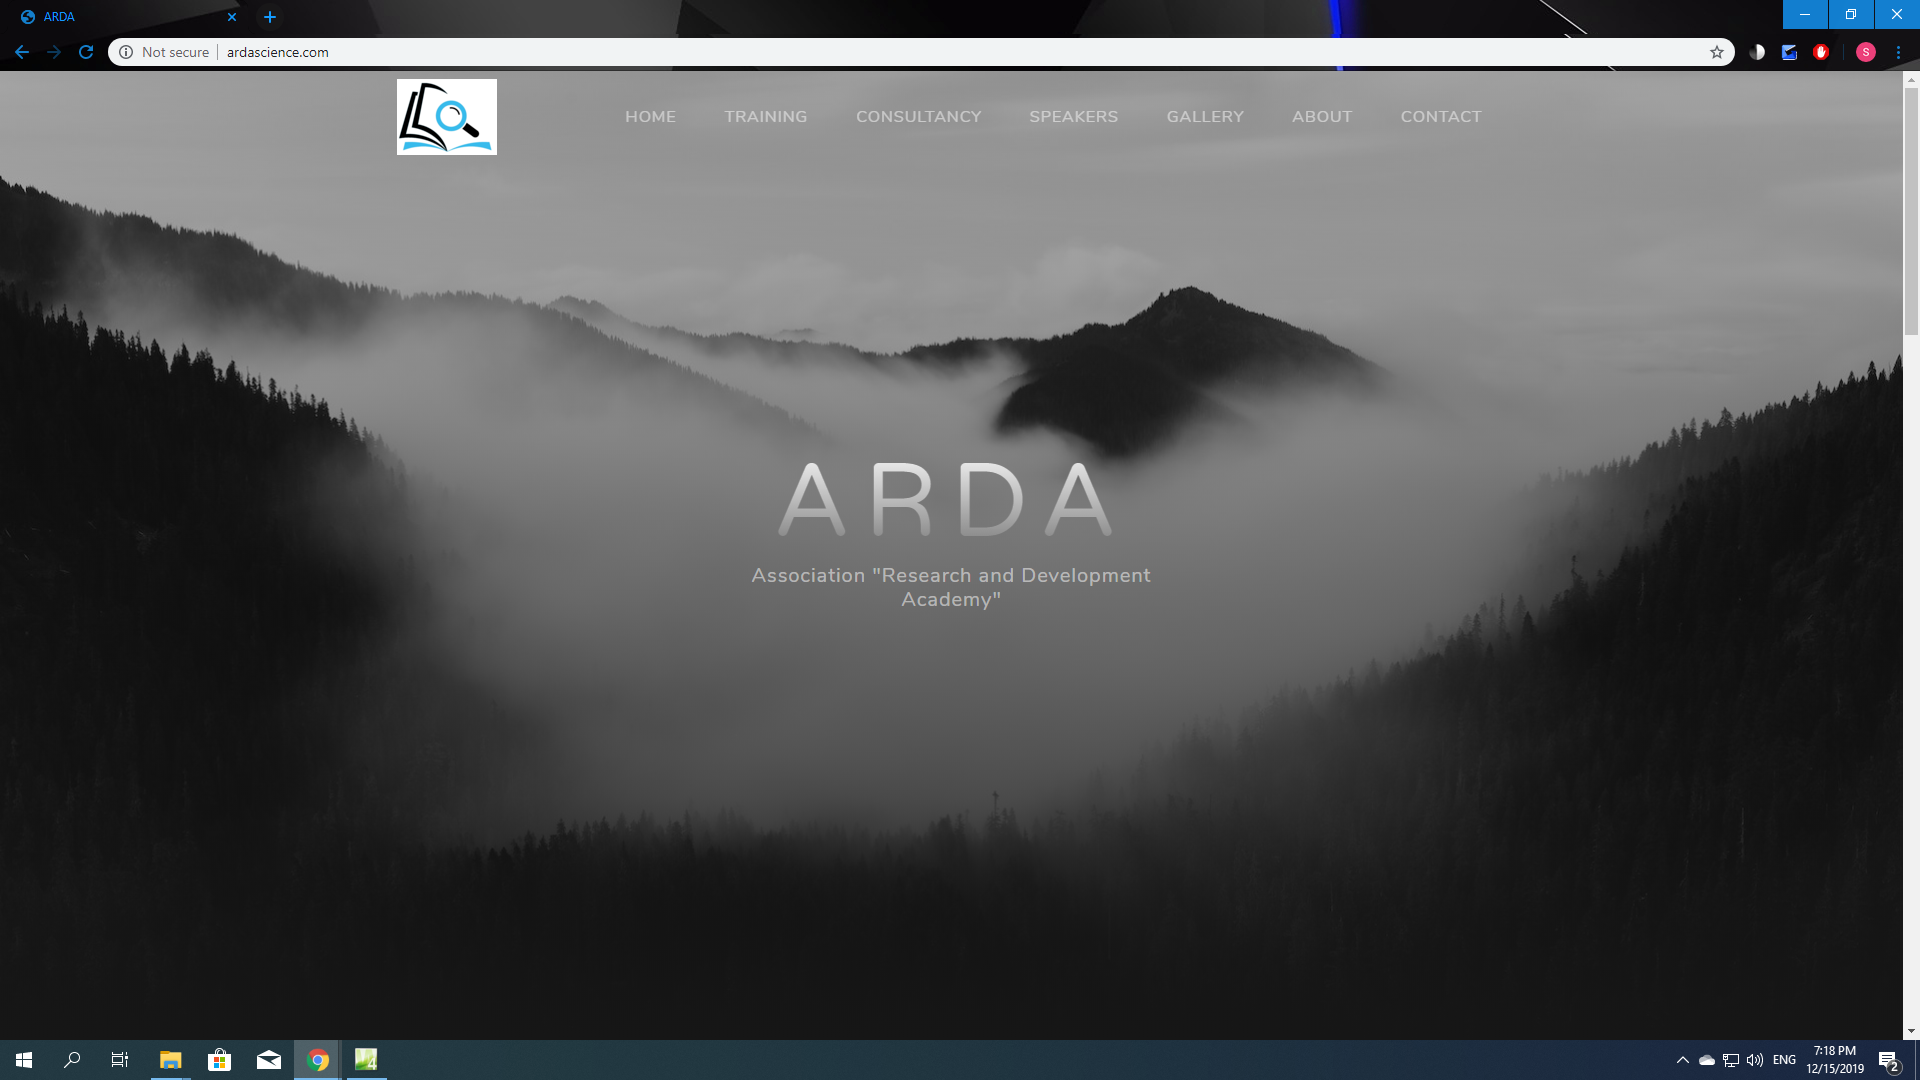 ARDA
Not secure
ardascience.com
S
HOME
TRAINING
CONSULTANCY
SPEAKERS
GALLERY
ABOUT
CONTACT
ARDA
Association "Research and Development
Academy"
4
ENG
7:18 PM
12/15/2019
2